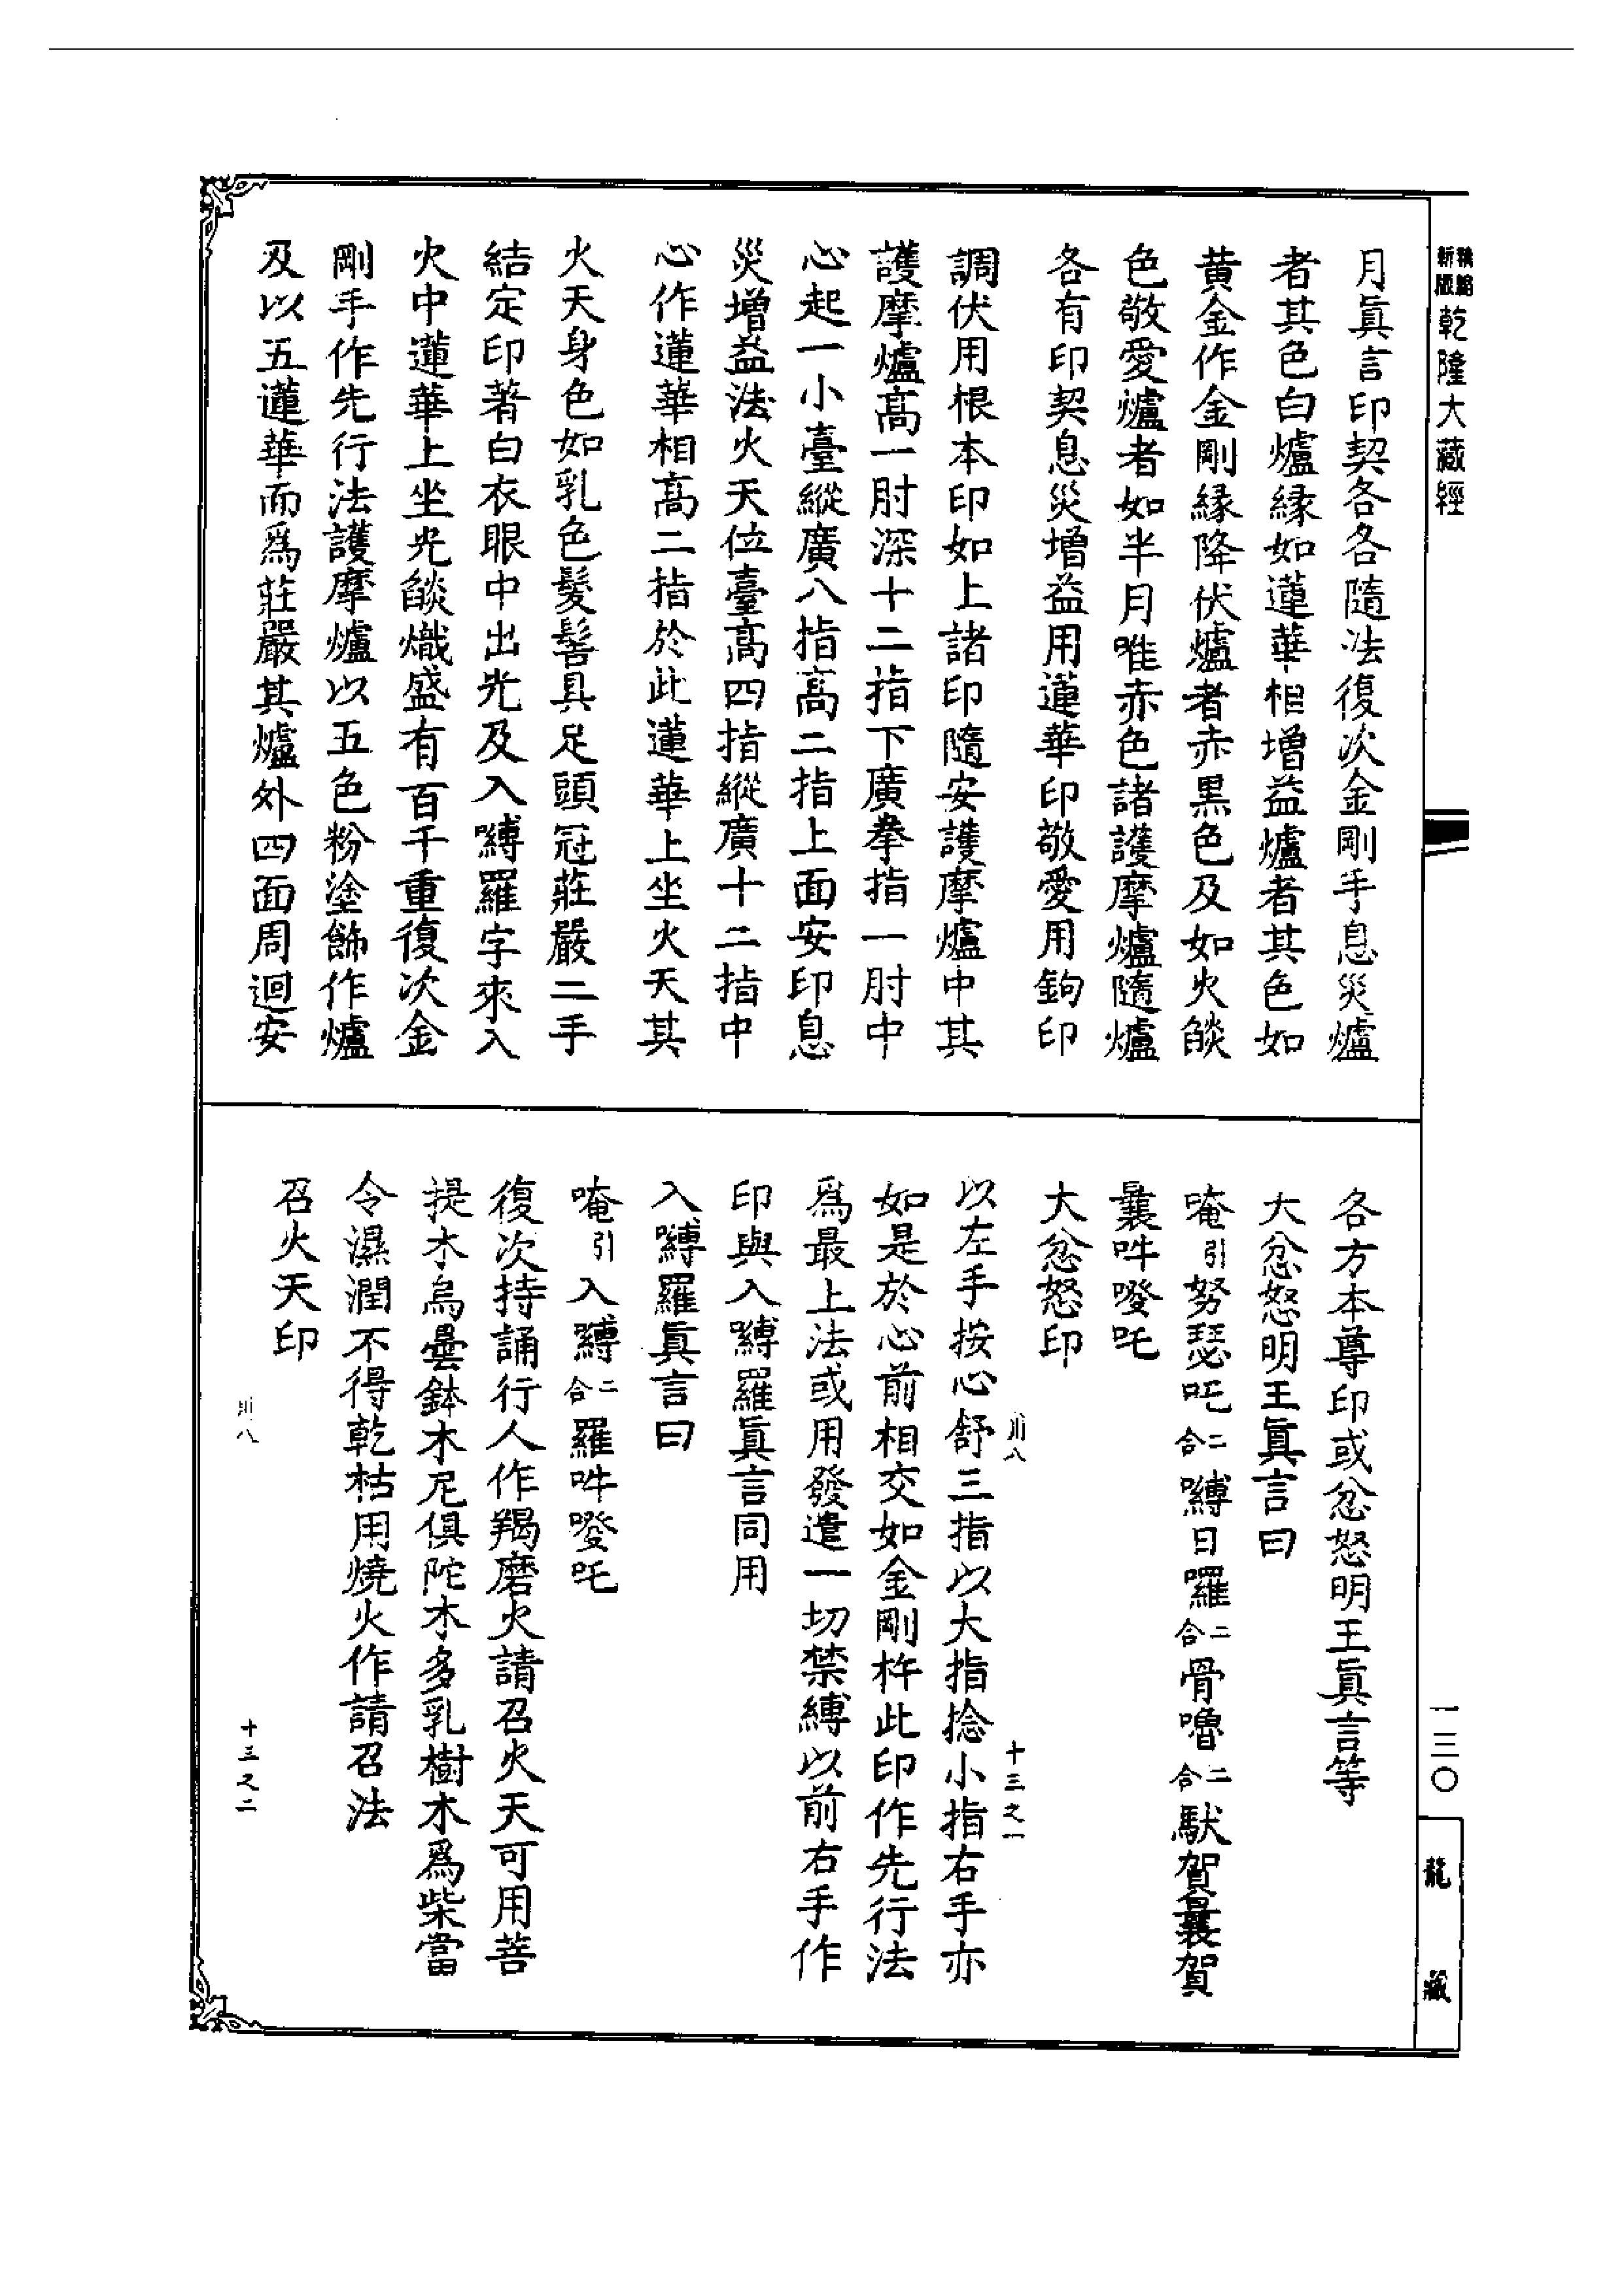 新版
乾隆大藏經
月眞言印契各各隨法復次金剛手息災爐
者其色白爐緣如蓮華相增益爐者其色如
黄金作金剛緣降伏爐者赤黑色及如火燄
色敬愛爐者如半月唯赤色諸護摩爐隨爐
各有印契息災增益用蓮華印敬愛用鉤印
調伏用根本印如上諸印隨安護摩爐中其
護摩爐高一肘深十二指下廣拳指一肘中
心起一小臺縱廣八指高二指上面安印息
災增益法火天位臺高四指縱廣十二指中
心作蓮華相高二指於此蓮華上坐火天其
火天身色如乳色髮髻具足頭冠莊嚴二手
結定印著白衣眼中出光及入嚩羅字來入
火中蓮華上坐光燄熾盛有百千重復次金
剛手作先行法護摩爐以五色粉塗飾作爐
及以五蓮華而爲莊嚴其爐外四面周迴安
各方本尊印或忿怒明王眞言等
大忿怒明王眞言曰
唵引努瑟吒二合嚩日囉二合骨嚕二合馱賀曩賀
曩吽發吒
大忿怒印
十三之一
以左手按心舒三指以大指捻小指右手亦
如是於心前相交如金剛杵此印作先行法
爲最上法或用發遣一切禁縛以前右手作
印與入嚩羅眞言同用
入嚩羅眞言曰
唵引入嚩二合羅吽發吒
復次持誦行人作羯磨火請召火天可用菩
提木烏曇鉢木尼俱陀木多乳樹木爲柴當
令濕潤不得乾枯用燒火作請召法
召火天印
十三之二
一三〇
龍藏